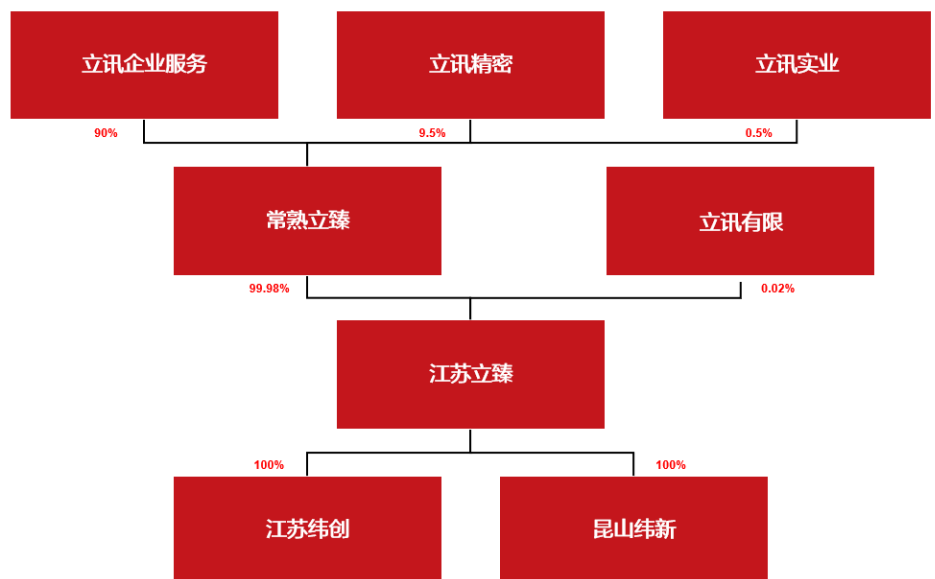 立讯企业服务
立讯精密
立讯实业
90%
9.5%
0.5%
常熟立臻
立讯有限
99.98%
0.02%
江苏立臻
100%
100%
江苏纬创
昆山纬新